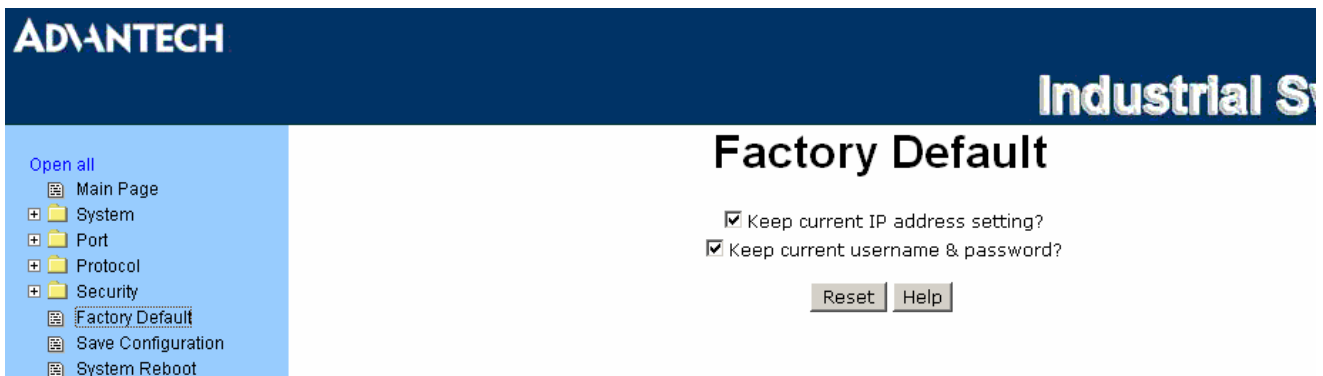 ADVANTECH
Industrial
Open all
Main Page
System
Port
Protocol
Security
Factory Default
Save Configuration
System Reboot
Factory Default
Keep current IP address setting?
Keep current username & password?
Reset Help